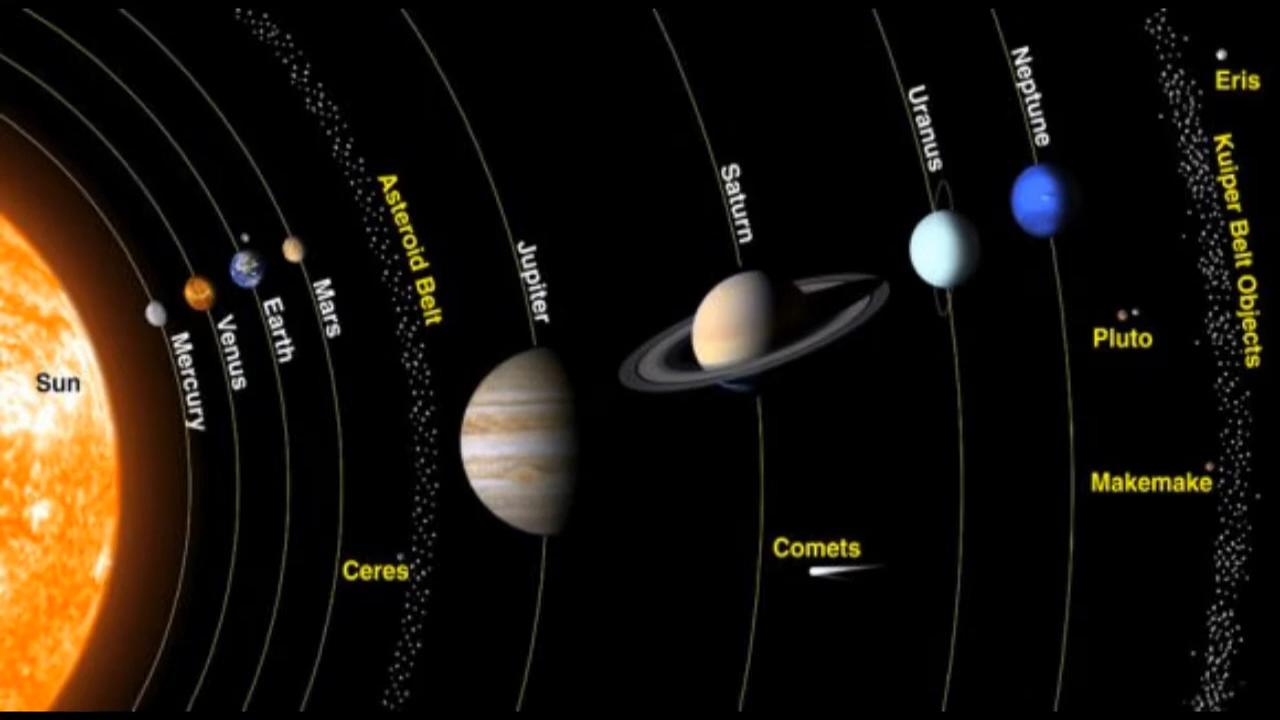 Sun
Mercury
Venus
Earth
Mars
Ceres
Asteroid Belt
Jupiter
Saturn
Comets
Uranus
Neptune
Pluto
Makemake
Eris
Kuiper Belt Objects